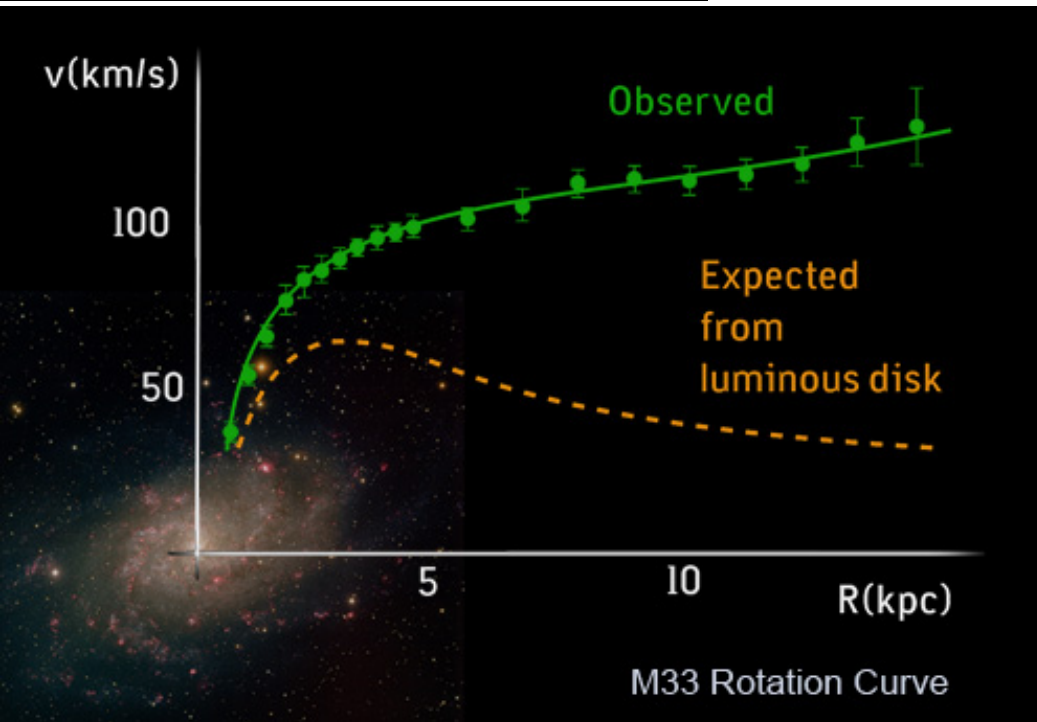 v(km/s)
Observed
100
Expected
from
luminous disk
50
5
10
R(kpc)
M33 Rotation Curve